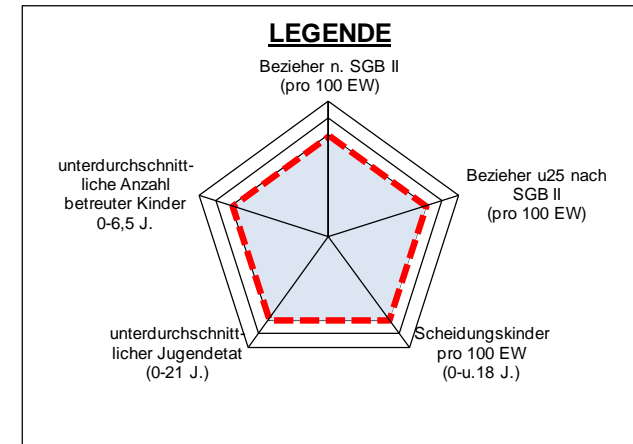 LEGENDE
Bezieher n. SGB II
(pro 100 EW)
unterdurchschnitt-
liche Anzahl
betreuter Kinder
0-6,5 J.
Bezieher u25 nach
SGB II
(pro 100 EW)
unterdurchschnitt-
licher Jugendetat
(0-21 J.)
Scheidungskinder
pro 100 EW
(0-u.18 J.)